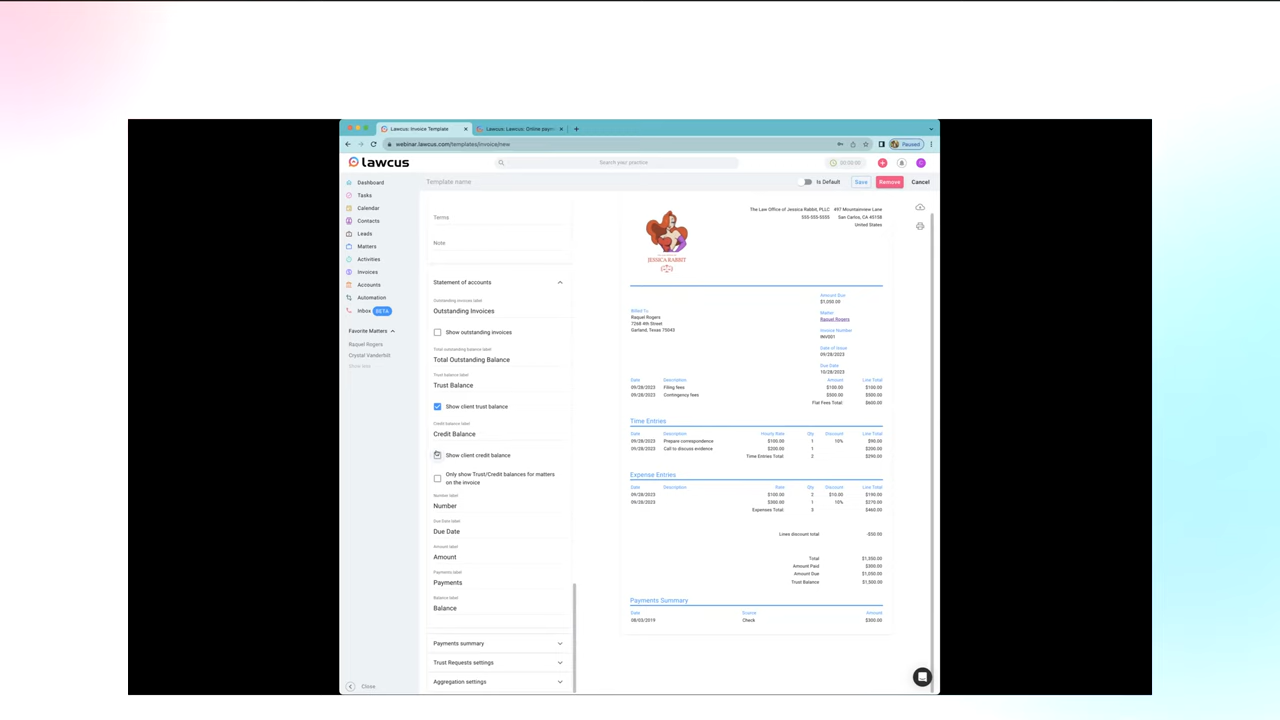 Lawcus: Invoice Template
Lawcus: Lawcus: Online paym
webinar.lawcus.com/templates/invoice/new
Paused
lawcus
Search your practice
00:00:00
C
Dashboard
Tasks
Calendar
Contacts
Leads
Matters
Activities
Invoices
Accounts
Automation
Inbox BETA
Favorite Matters
Raquel Rogers
Crystal Vanderbilt
Show less
Close
Template name
Is Default
Save
Remove
Cancel
Terms
Note
Statement of accounts
Outstanding invoices label
Outstanding Invoices
Show outstanding invoices
Total outstanding balance label
Total Outstanding Balance
Trust balance label
Trust Balance
Show client trust balance
Credit balance label
Credit Balance
Show client credit balance
Only show Trust/Credit balances for matters
on the invoice
Number label
Number
Due Date label
Due Date
Amount label
Amount
Payments label
Payments
Balance label
Balance
Payments summary
Trust Requests settings
Aggregation settings
JESSICA RABBIT
The Law Office of Jessica Rabbit, PLLC 497 Mountainview Lane
555-555-5555 San Carlos, CA 45158
United States
Amount Due
$1,050.00
Matter
Raquel Rogers
Invoice Number
INV001
Date of Issue
09/28/2023
Due Date
10/28/2023
Billed To
Raquel Rogers
7268 4th Street
Garland, Texas 75043
Date Description Amount Line Total
09/28/2023 Filing fees $100.00 $100.00
09/28/2023 Contingency fees $500.00 $500.00
Flat Fees Total: $600.00
Time Entries
Date Description Hourly Rate Qty Discount Line Total
09/28/2023 Prepare correspondence $100.00 1 10% $90.00
09/28/2023 Call to discuss evidence $200.00 1 $200.00
Time Entries Total: 2 $290.00
Expense Entries
Date Description Rate Qty Discount Line Total
09/28/2023 $100.00 2 $10.00 $190.00
09/28/2023 $300.00 1 10% $270.00
Expenses Total: 3 $460.00
Lines discount total -$50.00
Total $1,350.00
Amount Paid $300.00
Amount Due $1,050.00
Trust Balance $1,500.00
Payments Summary
Date Source Amount
08/03/2019 Check $300.00